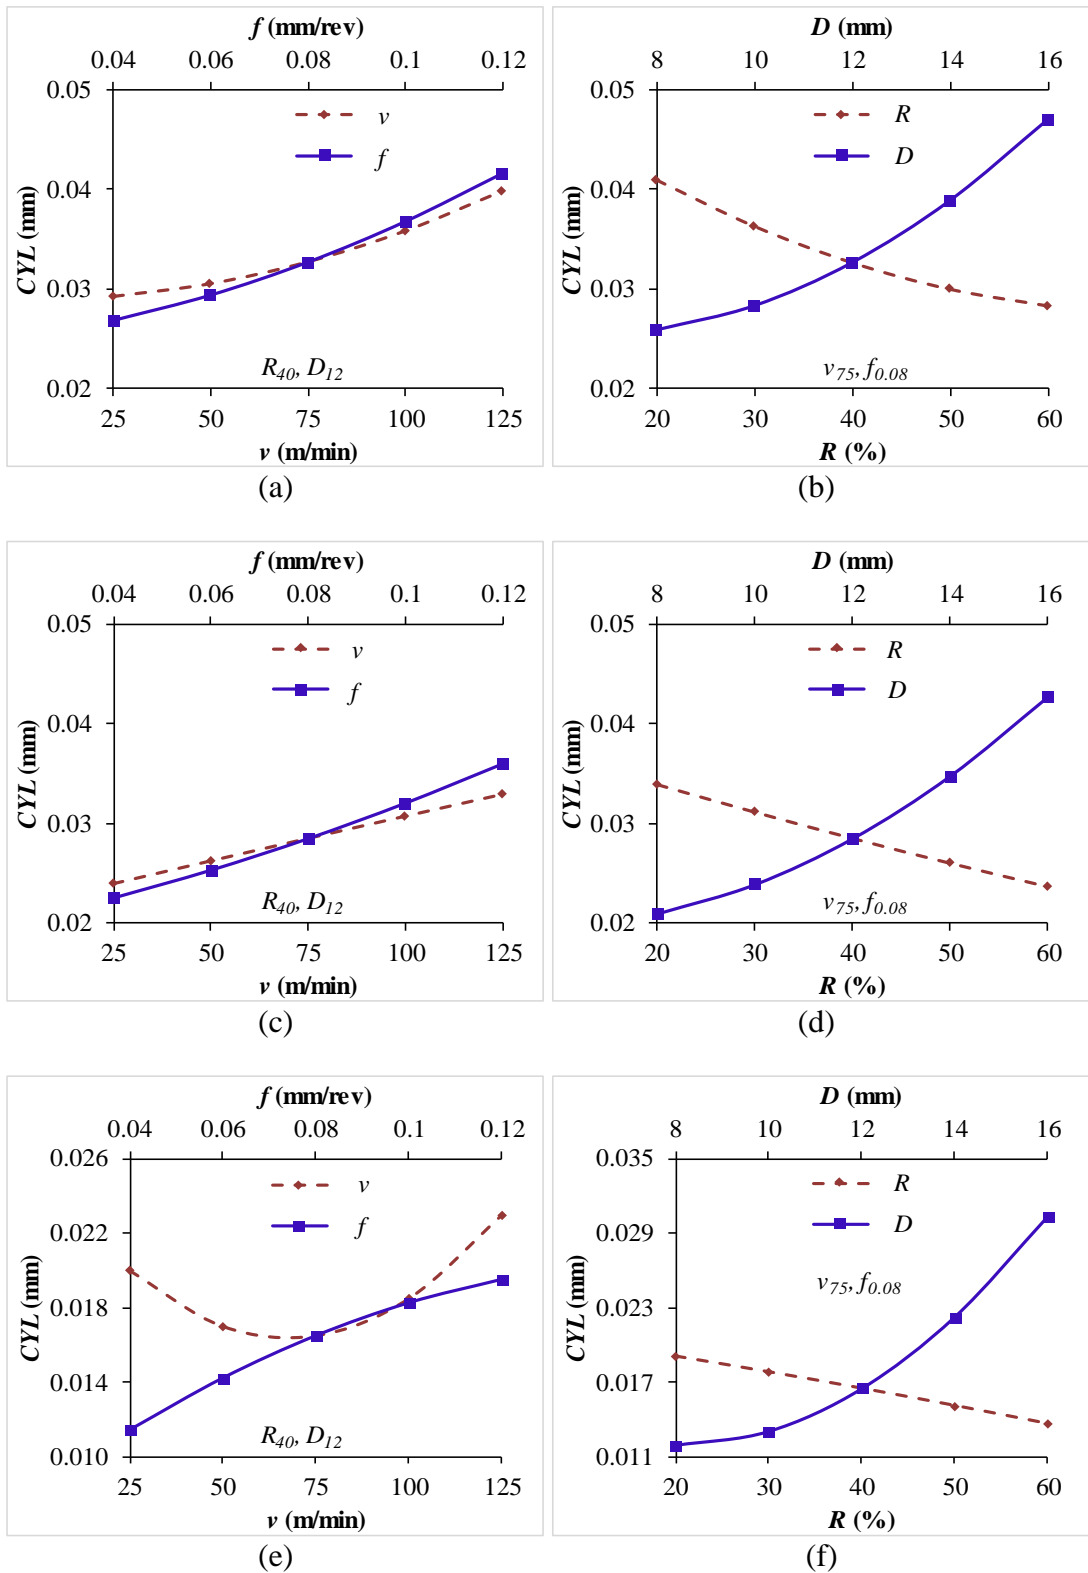 f (mm/rev)
0.04 0.06 0.08 0.1 0.12
0.05
0.04
0.03
0.02
CYL (mm)
v
f
R40, D12
25 50 75 100 125
v (m/min)
(a)
D (mm)
8 10 12 14 16
0.05
0.04
0.03
0.02
CYL (mm)
R
D
v75, f0.08
20 30 40 50 60
R (%)
(b)
f (mm/rev)
0.04 0.06 0.08 0.1 0.12
0.05
0.04
0.03
0.02
CYL (mm)
v
f
R40, D12
25 50 75 100 125
v (m/min)
(c)
D (mm)
8 10 12 14 16
0.05
0.04
0.03
0.02
CYL (mm)
R
D
v75, f0.08
20 30 40 50 60
R (%)
(d)
f (mm/rev)
0.04 0.06 0.08 0.1 0.12
0.026
0.022
0.018
0.014
0.010
CYL (mm)
v
f
R40, D12
25 50 75 100 125
v (m/min)
(e)
D (mm)
8 10 12 14 16
0.035
0.029
0.023
0.017
0.011
CYL (mm)
R
D
v75, f0.08
20 30 40 50 60
R (%)
(f)